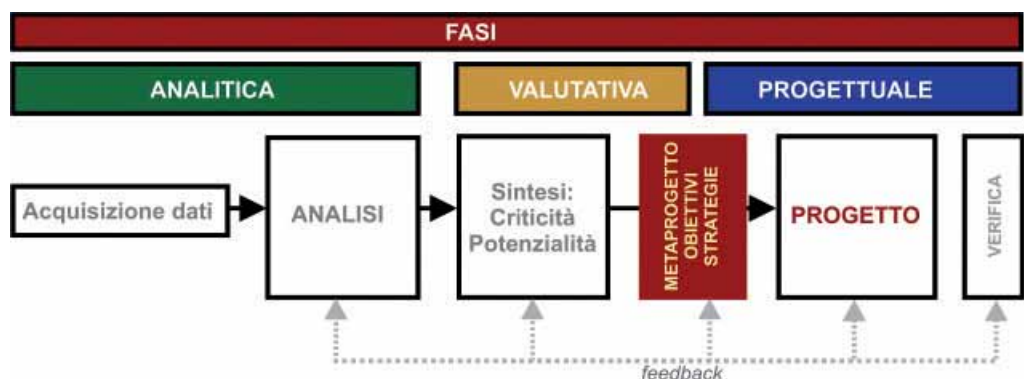 FASI
ANALITICA
VALUTATIVA
PROGETTUALE
Acquisizione dati
ANALISI
Sintesi:
Criticità
Potenzialità
METAPROGETTO
OBIETTIVI
STRATEGIE
PROGETTO
VERIFICA
feedback